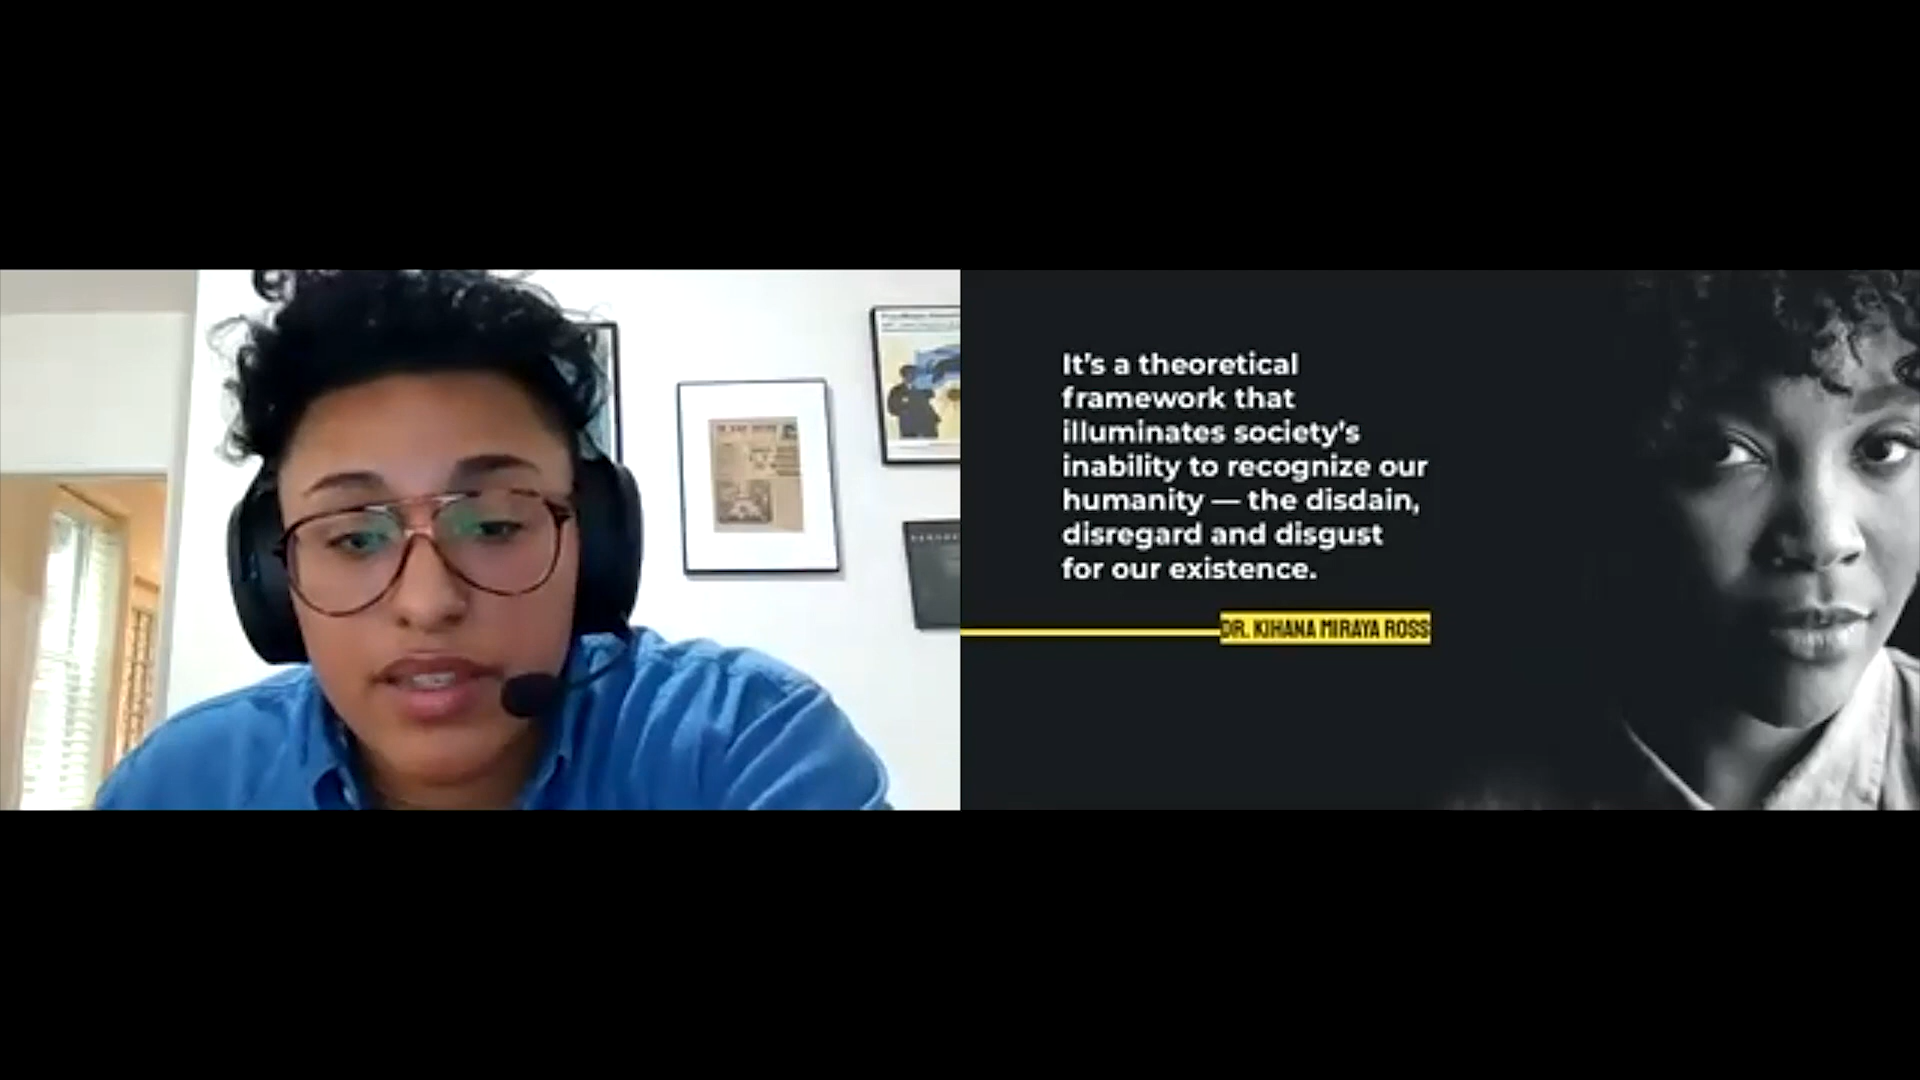 It's a theoretical
framework that
illuminates society's
inability to recognize our
humanity — the disdain,
disregard and disgust
for our existence.
DR. KIHANA MIRAYA ROSS